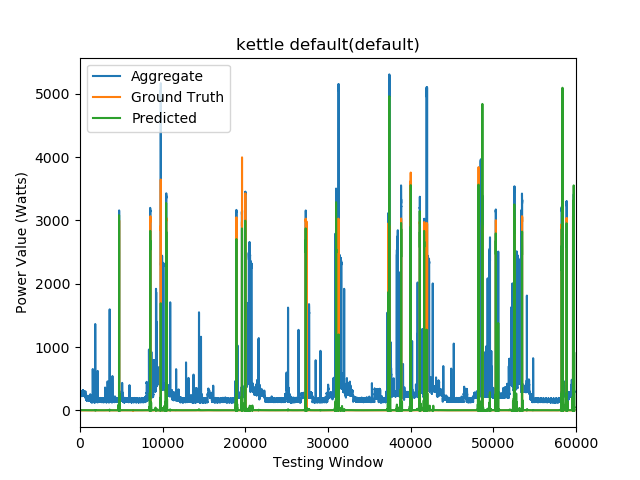 kettle default(default)
Aggregate
Ground Truth
Predicted
Power Value (Watts)
5000
4000
3000
2000
1000
0
0 10000 20000 30000 40000 50000 60000
Testing Window